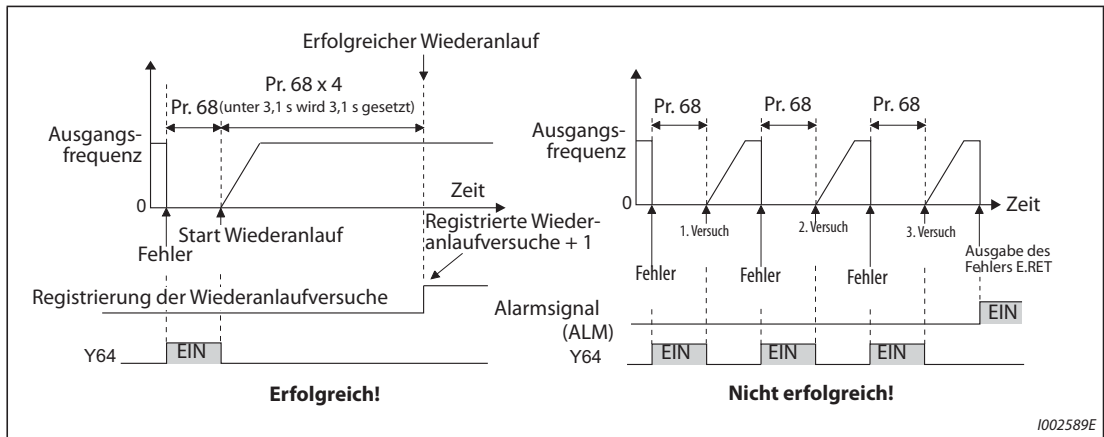 Erfolgreicher Wiederanlauf
Pr. 68 x 4
Pr. 68 (unter 3,1 s wird 3,1 s gesetzt)
Ausgangs-
frequenz
0
Zeit
Fehler
Start Wiederanlauf
Registrierte Wieder-
anlaufversuche + 1
Registrierung der Wiederanlaufversuche
Y64
EIN
Erfolgreich!
Pr. 68
Pr. 68
Pr. 68
Ausgangs-
frequenz
0
Zeit
1. Versuch
2. Versuch
3. Versuch
Fehler
Fehler
Fehler
Ausgabe des
Fehlers E.RET
Alarmsignal
(ALM)
EIN
Y64
EIN
EIN
EIN
Nicht erfolgreich!
I002589E